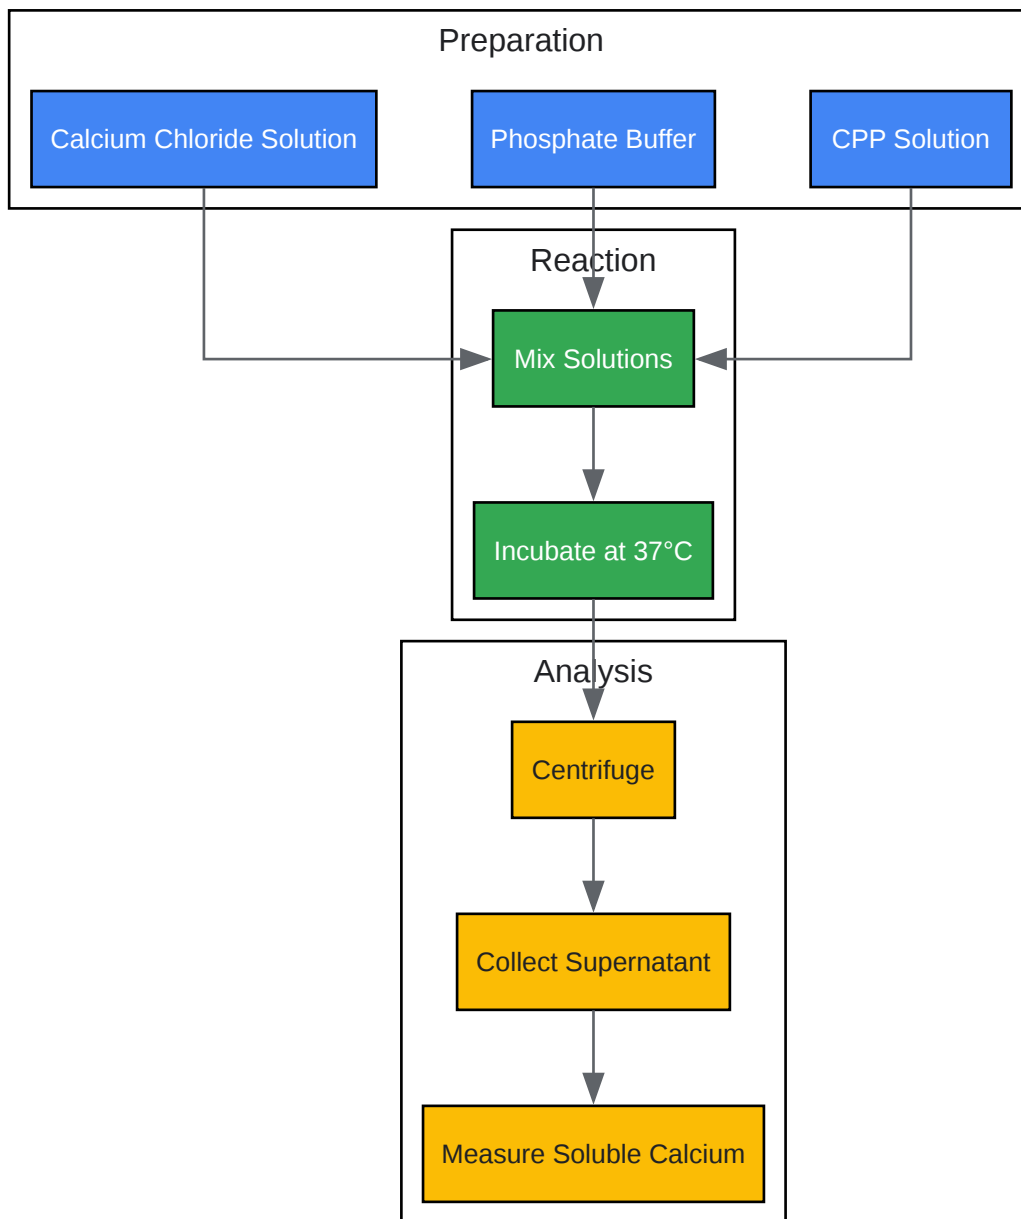 Preparation
Calcium Chloride Solution
Phosphate Buffer
CPP Solution
Reaction
Mix Solutions
Incubate at 37°C
Analysis
Centrifuge
Collect Supernatant
Measure Soluble Calcium